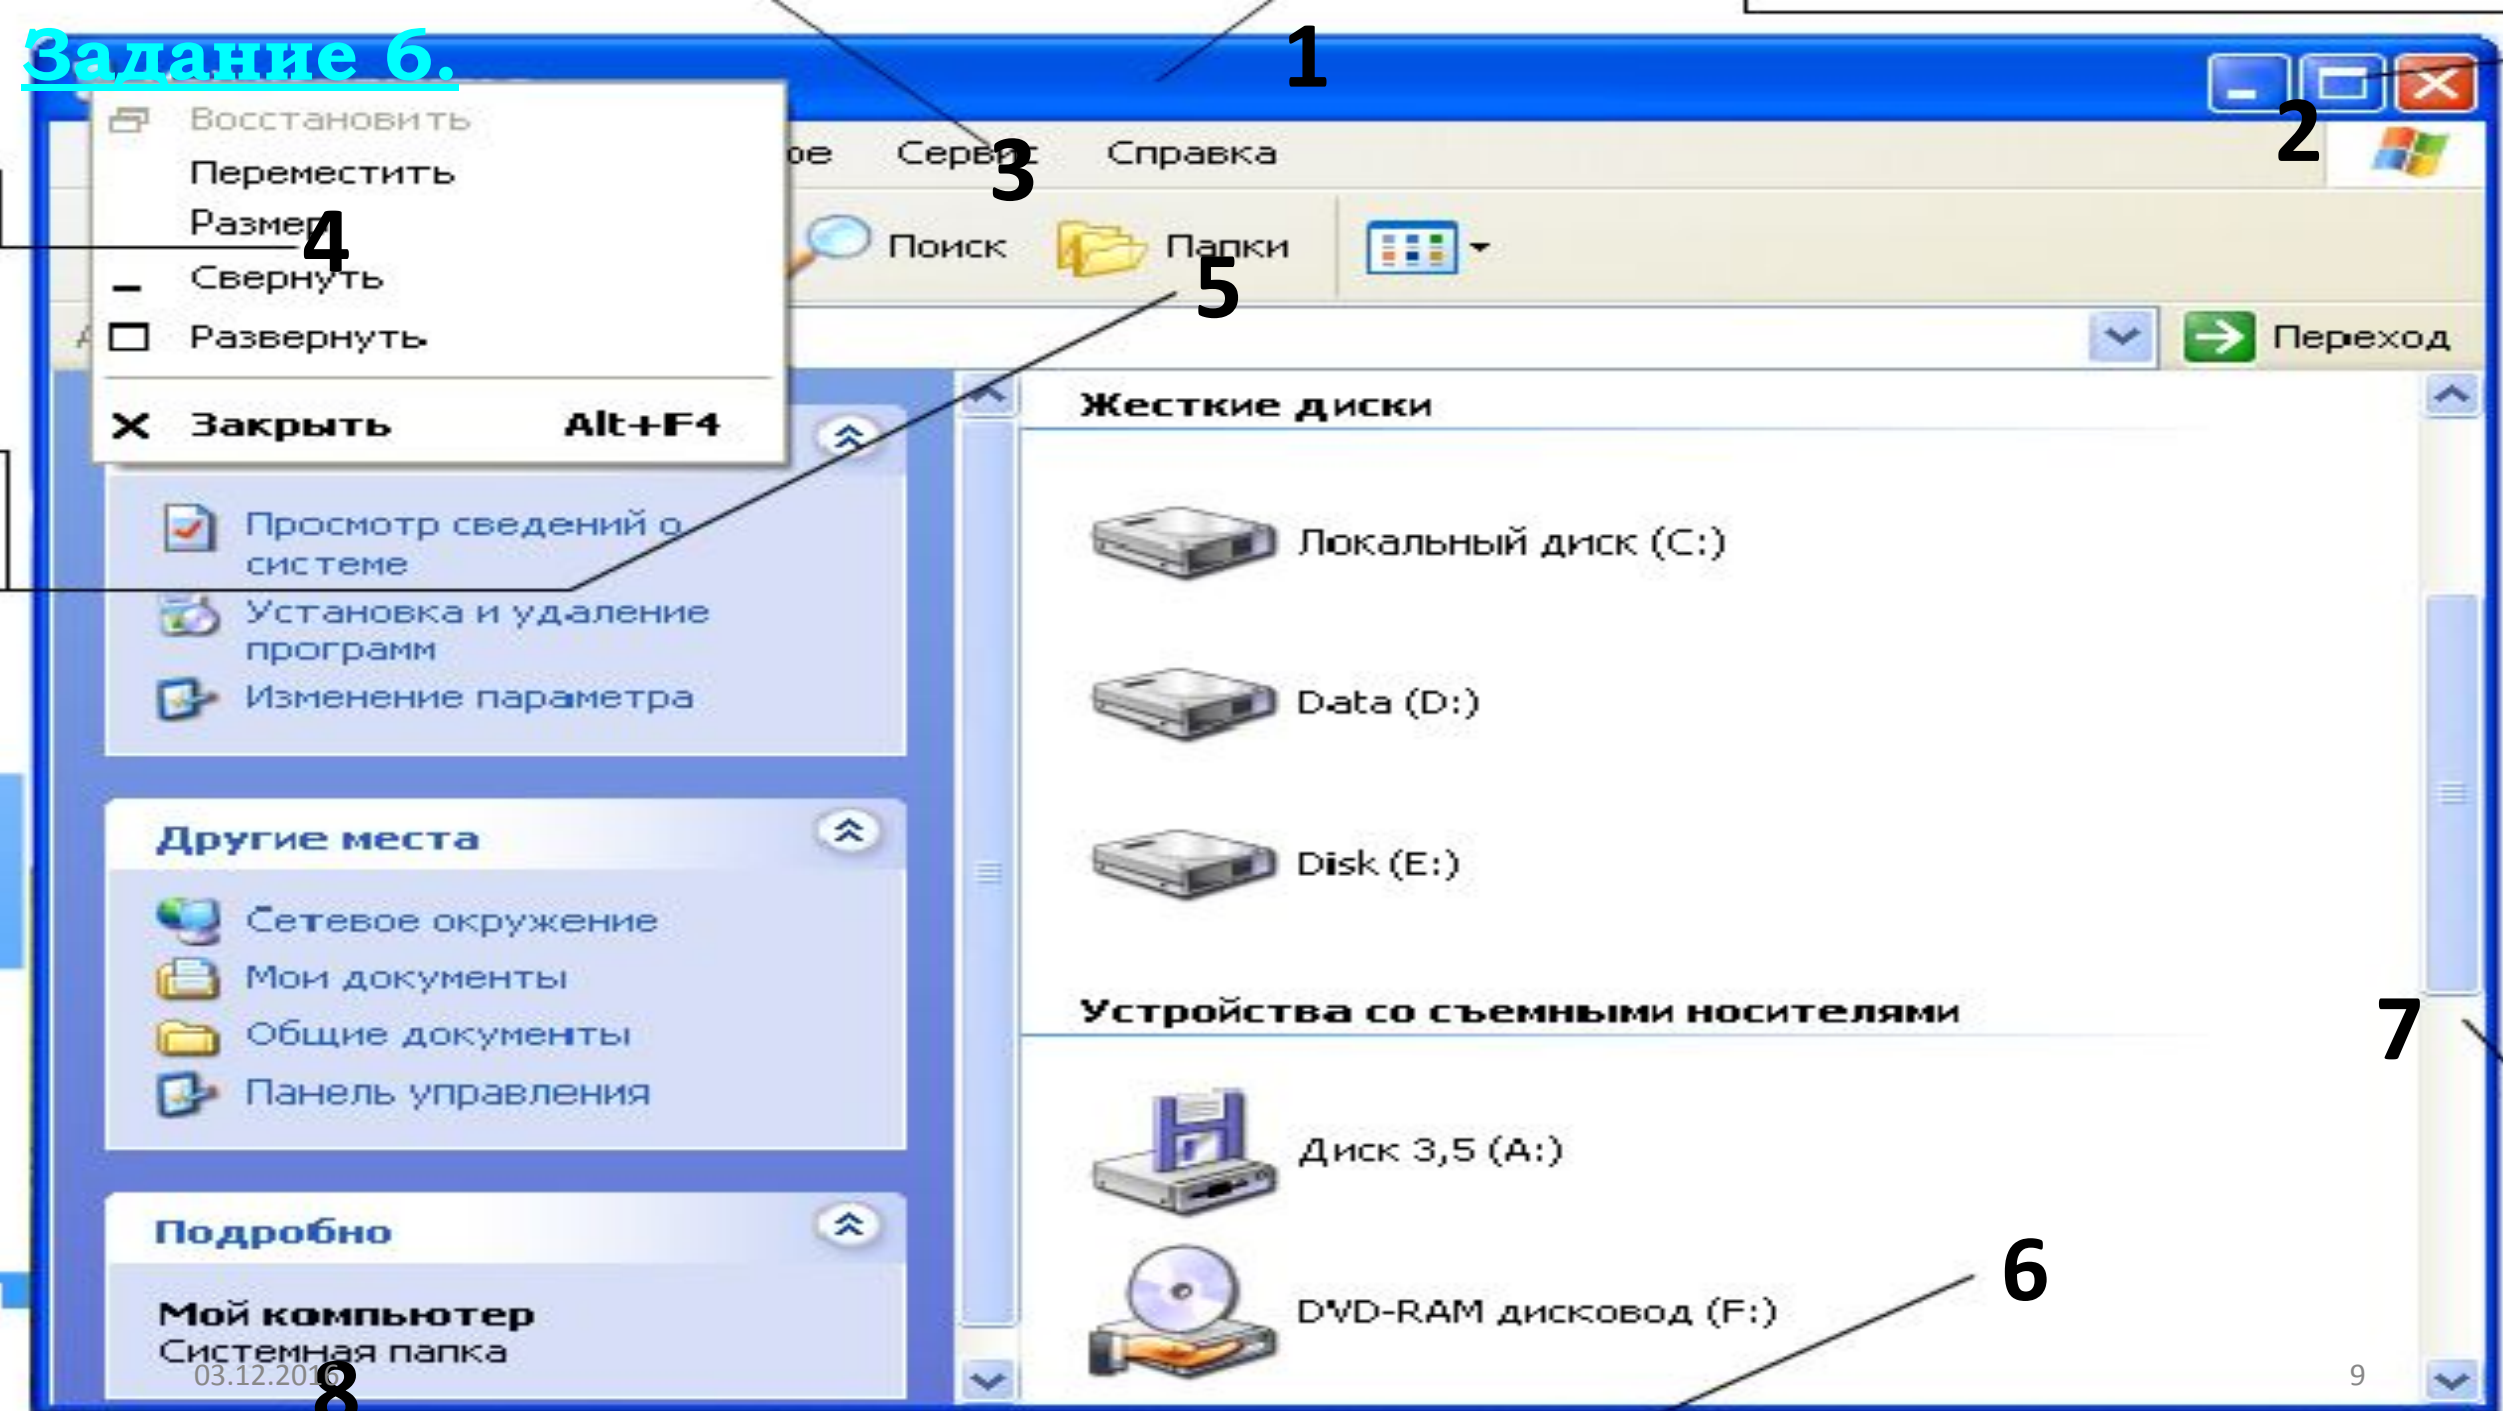 Задание 6.
1
Восстановить
Переместить
Размер
4
Свернуть
Развернуть
Закрыть Alt+F4
Сервис Справка
2
3
Поиск Папки
5
Переход
Просмотр сведений о
системе
Установка и удаление
программ
Изменение параметра
Другие места
Сетевое окружение
Мои документы
Общие документы
Панель управления
Подробно
Мой компьютер
Системная папка
03.12.2016
8
Жесткие диски
Локальный диск (C:)
Data (D:)
Disk (E:)
Устройства со съемными носителями
7
Диск 3,5 (A:)
6
DVD-RAM дисковод (F:)
9